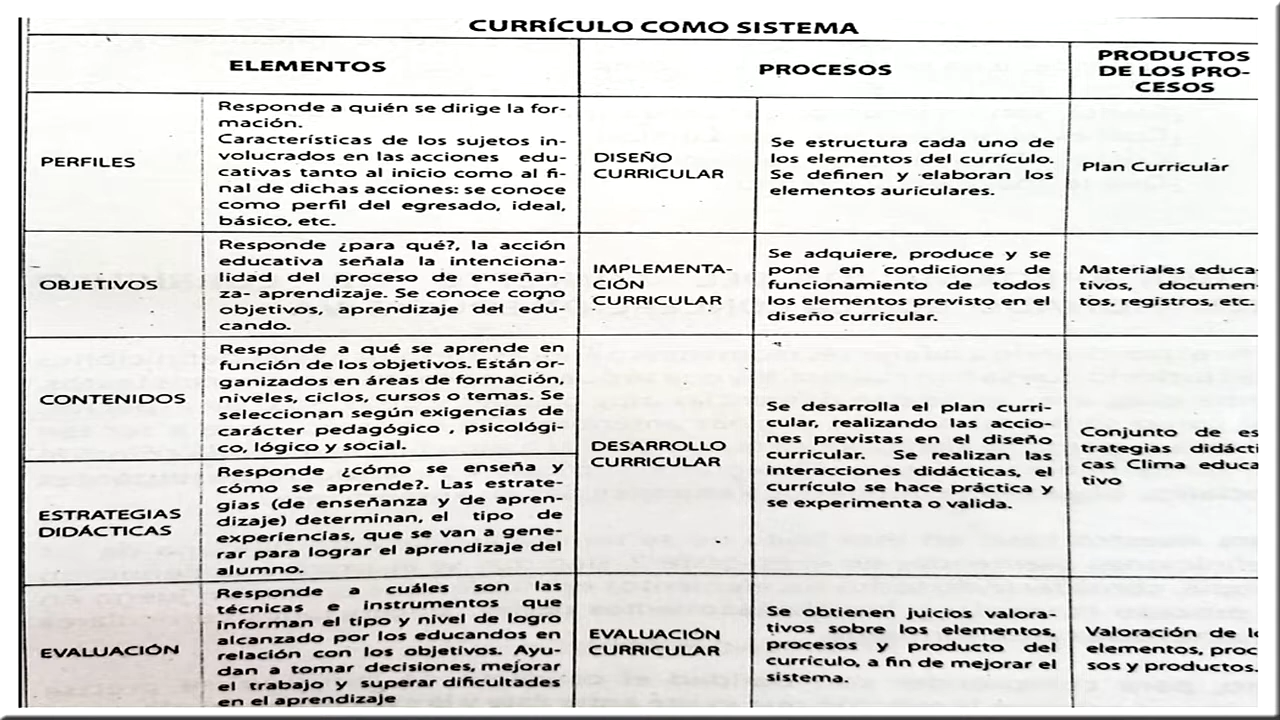 CURRÍCULO COMO SISTEMA
ELEMENTOS
PROCESOS
PRODUCTOS
DE LOS PRO-
CESOS
PERFILES
Responde a quién se dirige la for-
mación.
Características de los sujetos in-
volucrados en las acciones edu-
cativas tanto al inicio como al fi-
nal de dichas acciones: se conoce
como perfil del egresado, ideal,
básico, etc.
DISEÑO
CURRICULAR
Se estructura cada uno de
los elementos del currículo.
Se definen y elaboran los
elementos auriculares.
Plan Curricular
OBJETIVOS
Responde ¿para qué?, la acción
educativa señala la intenciona-
lidad del proceso de enseñan-
za- aprendizaje. Se conoce como
objetivos, aprendizaje del edu-
cando.
IMPLEMENTA-
CIÓN
CURRICULAR
Se adquiere, produce y se
pone en condiciones de
funcionamiento de todos
los elementos previsto en el
diseño curricular.
Materiales educa-
tivos, documen-
tos, registros, etc.
CONTENIDOS
Responde a qué se aprende en
función de los objetivos. Están or-
ganizados en áreas de formación,
niveles, ciclos, cursos o temas. Se
seleccionan según exigencias de
carácter pedagógico , psicológi-
co, lógico y social.
DESARROLLO
CURRICULAR
Se desarrolla el plan curri-
cular, realizando las accio-
nes previstas en el diseño
curricular. Se realizan las
interacciones didácticas, el
currículo se hace práctica y
se experimenta o valida.
Conjunto de es
trategias didácti
cas Clima educa
tivo
ESTRATEGIAS
DIDÁCTICAS
Responde ¿cómo se enseña y
cómo se aprende?. Las estrate-
gias (de enseñanza y de apren-
dizaje) determinan, el tipo de
experiencias, que se van a gene-
rar para lograr el aprendizaje del
alumno.
EVALUACIÓN
Responde a cuáles son las
técnicas e instrumentos que
informan el tipo y nivel de logro
alcanzado por los educandos en
relación con los objetivos. Ayu-
dan a tomar decisiones, mejorar
el trabajo y superar dificultades
en el aprendizaje
EVALUACIÓN
CURRICULAR
Se obtienen juicios valora-
tivos sobre los elementos,
procesos y producto del
currículo, a fin de mejorar el
sistema.
Valoración de lo
elementos, proc
sos y productos.